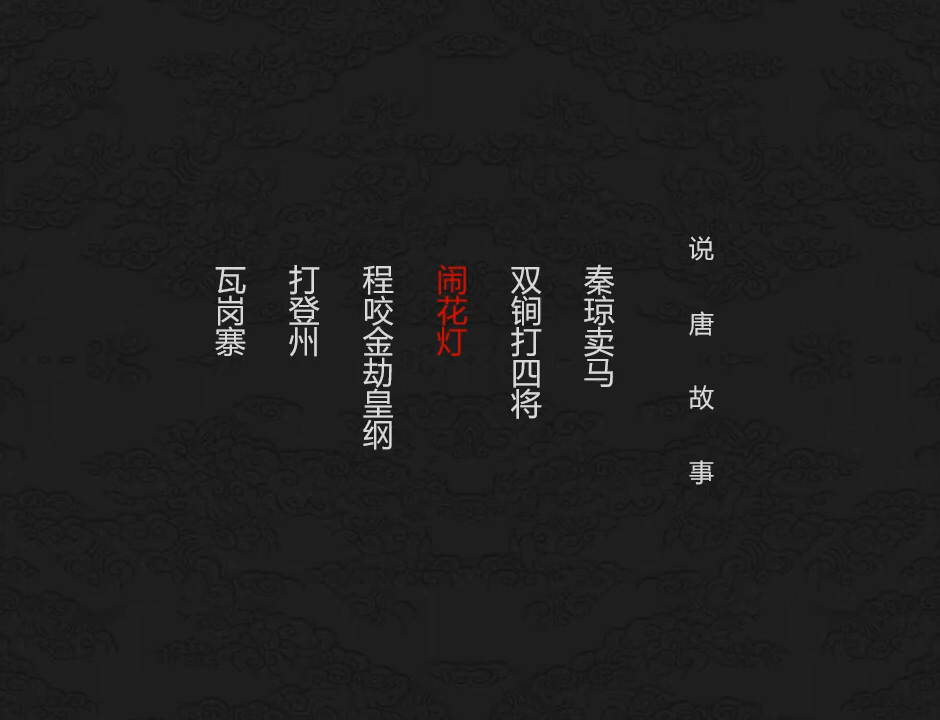 说唐故事
秦琼卖马
双锏打四将
闹花灯
程咬金劫皇纲
打登州
瓦岗寨